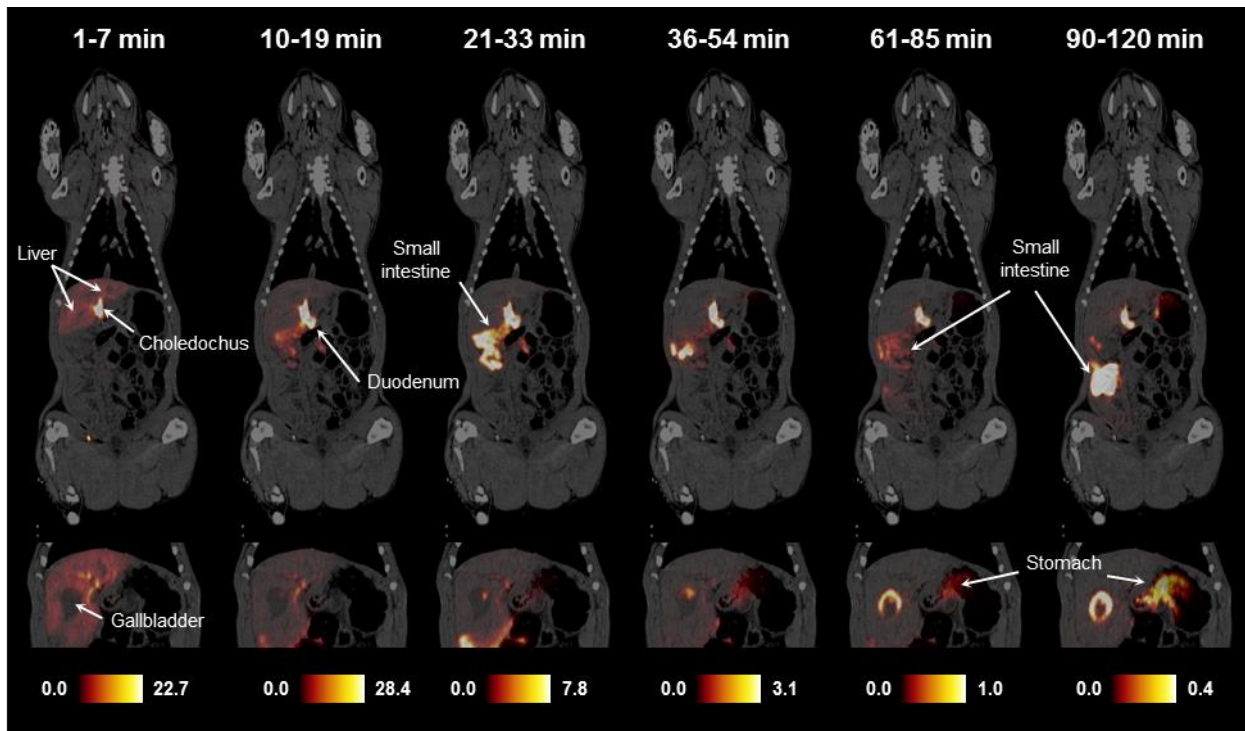 1-7 min
10-19 min
21-33 min
36-54 min
61-85 min
90-120 min
Liver
Choledochus
Duodenum
Small
intestine
Small
intestine
Gallbladder
Stomach
0.0 22.7
0.0 28.4
0.0 7.8
0.0 3.1
0.0 1.0
0.0 0.4